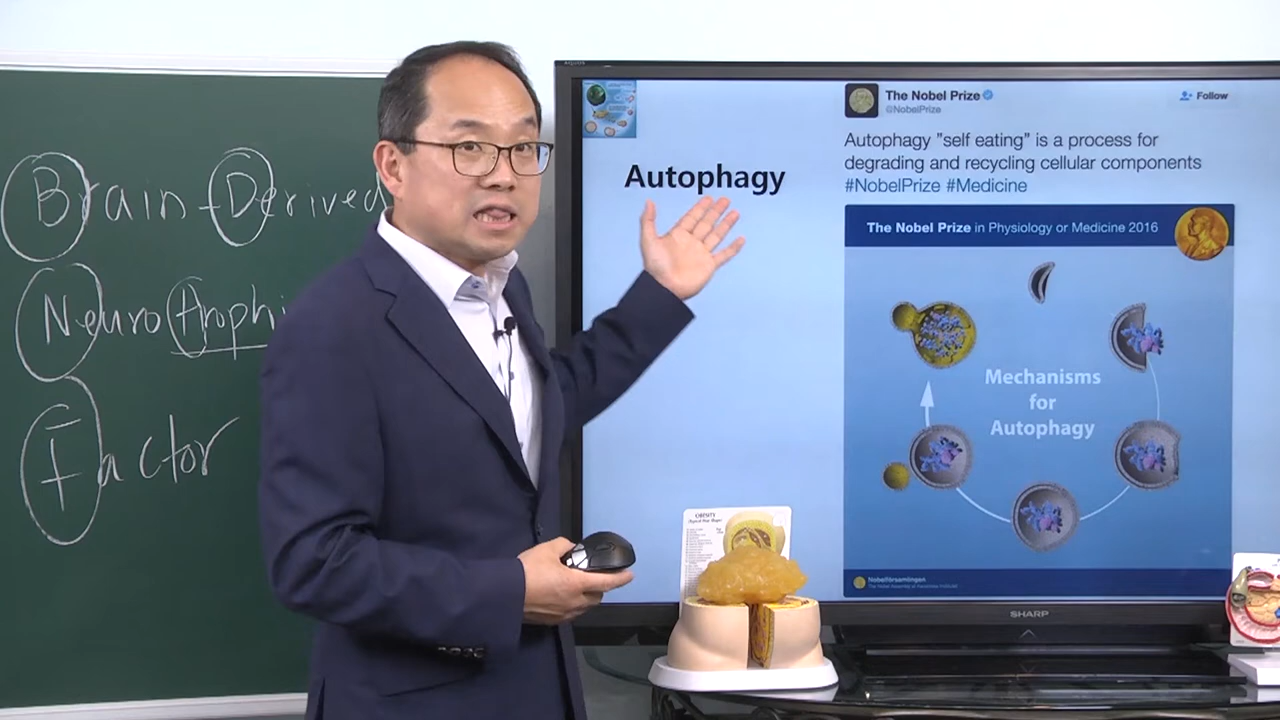 Brain-Derived
Neurotrophi
Factor
Autophagy
The Nobel Prize
@NobelPrize
Follow
Autophagy "self eating" is a process for
degrading and recycling cellular components
#NobelPrize #Medicine
The Nobel Prize in Physiology or Medicine 2016
Mechanisms
for
Autophagy
Nobelförsamlingen
SHARP
OBESITY